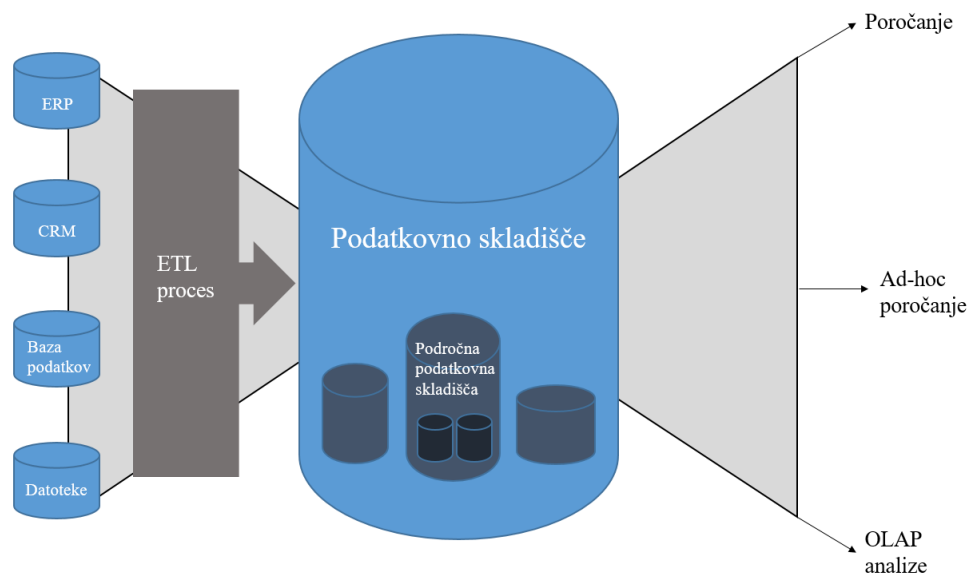 ERP
CRM
Baza
podatkov
Datoteke
ETL
proces
Podatkovno skladišče
Področna
podatkovna
skladišča
Poročanje
Ad-hoc
poročanje
OLAP
analize